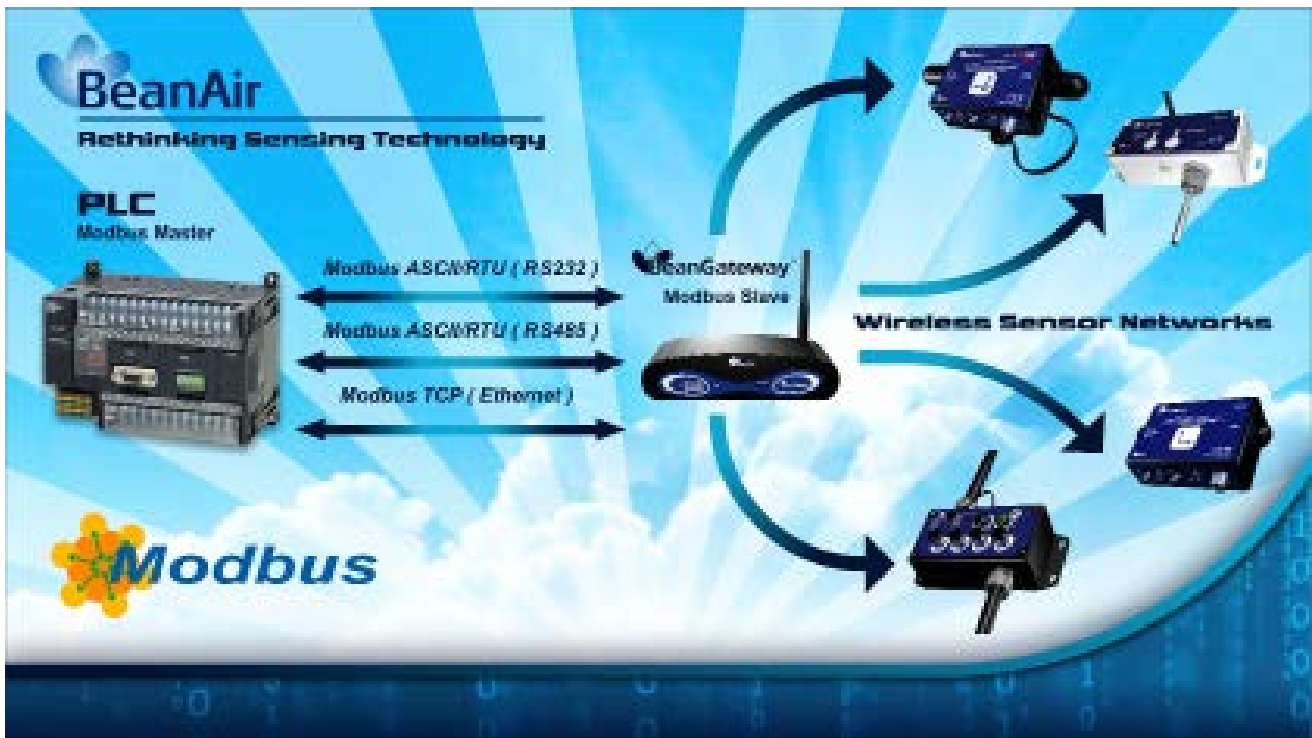 BeanAir
Rethinking Sensing Technology
PLC
Modbus Master
Modbus ASCII/RTU ( RS232 )
Modbus ASCII/RTU ( RS485 )
Modbus TCP ( Ethernet )
BeanGateway
Modbus Slave
Wireless Sensor Networks
Modbus